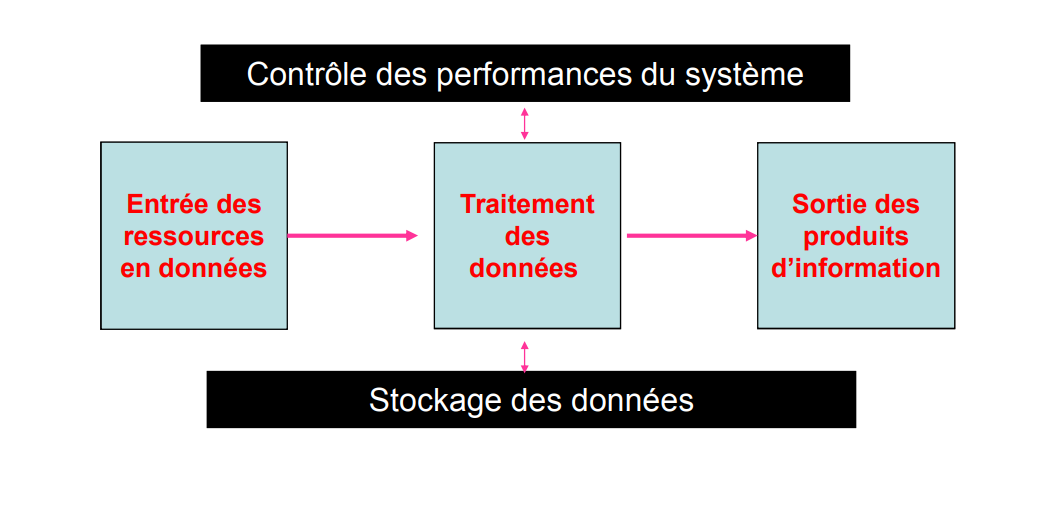 Contrôle des performances du système
Entrée des
ressources
en données
Traitement
des
données
Sortie des
produits
d’information
Stockage des données